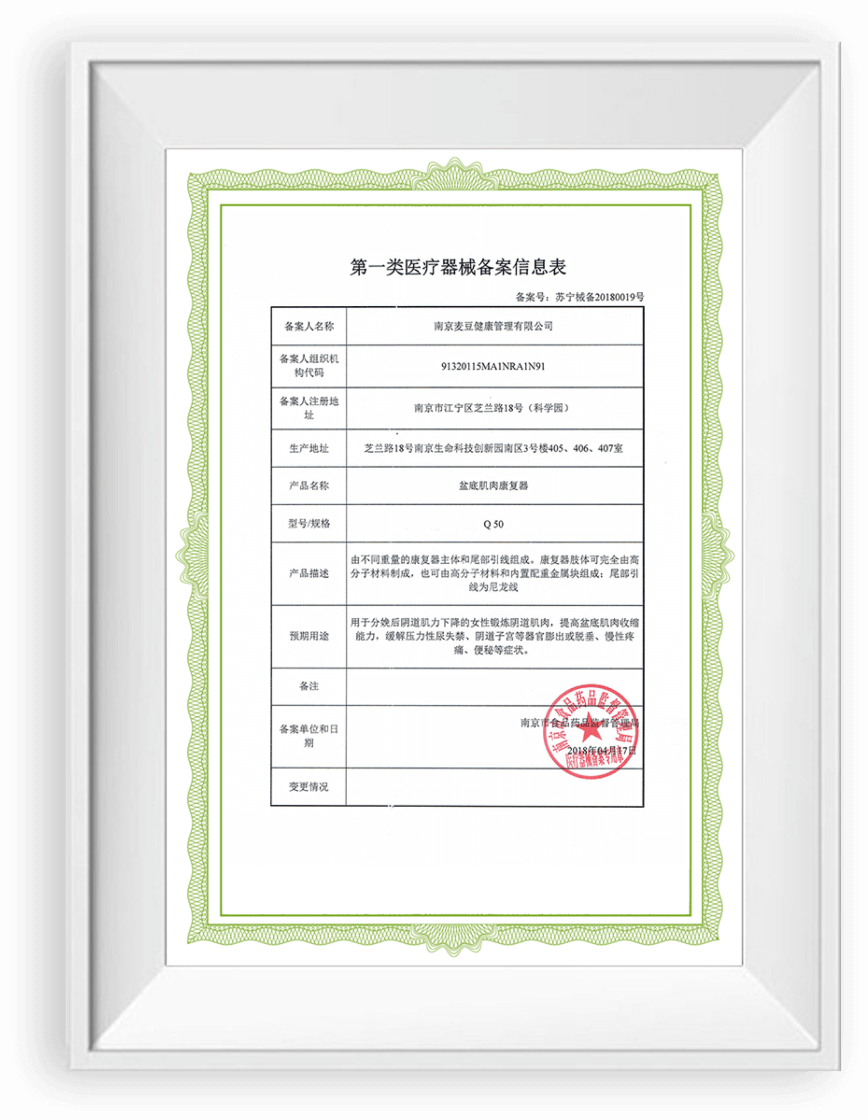 第一类医疗器械备案信息表
备案号：苏宁械备20180019号
备案人名称
南京麦豆健康管理有限公司
备案人组织机
构代码
91320115MA1NRA1N91
备案人注册地
址
南京市江宁区芝兰路18号（科学园）
生产地址
芝兰路18号南京生命科技创新园南区3号楼405、406、407室
产品名称
盆底肌肉康复器
型号/规格
Q 50
产品描述
由不同重量的康复器主体和尾部引线组成。康复器肢体可完全由高
分子材料制成，也可由高分子材料和内置配重金属块组成；尾部引
线为尼龙线
预期用途
用于分娩后阴道肌力下降的女性锻炼阴道肌肉，提高盆底肌肉收缩
能力，缓解压力性尿失禁、阴道子宫等器官膨出或脱垂、慢性疼
痛、便秘等症状。
备注
备案单位和日
期
南京市食品药品监督管理局
2018年04月17日
南京市食品药品监督管理局
医疗器械备案专用章
变更情况